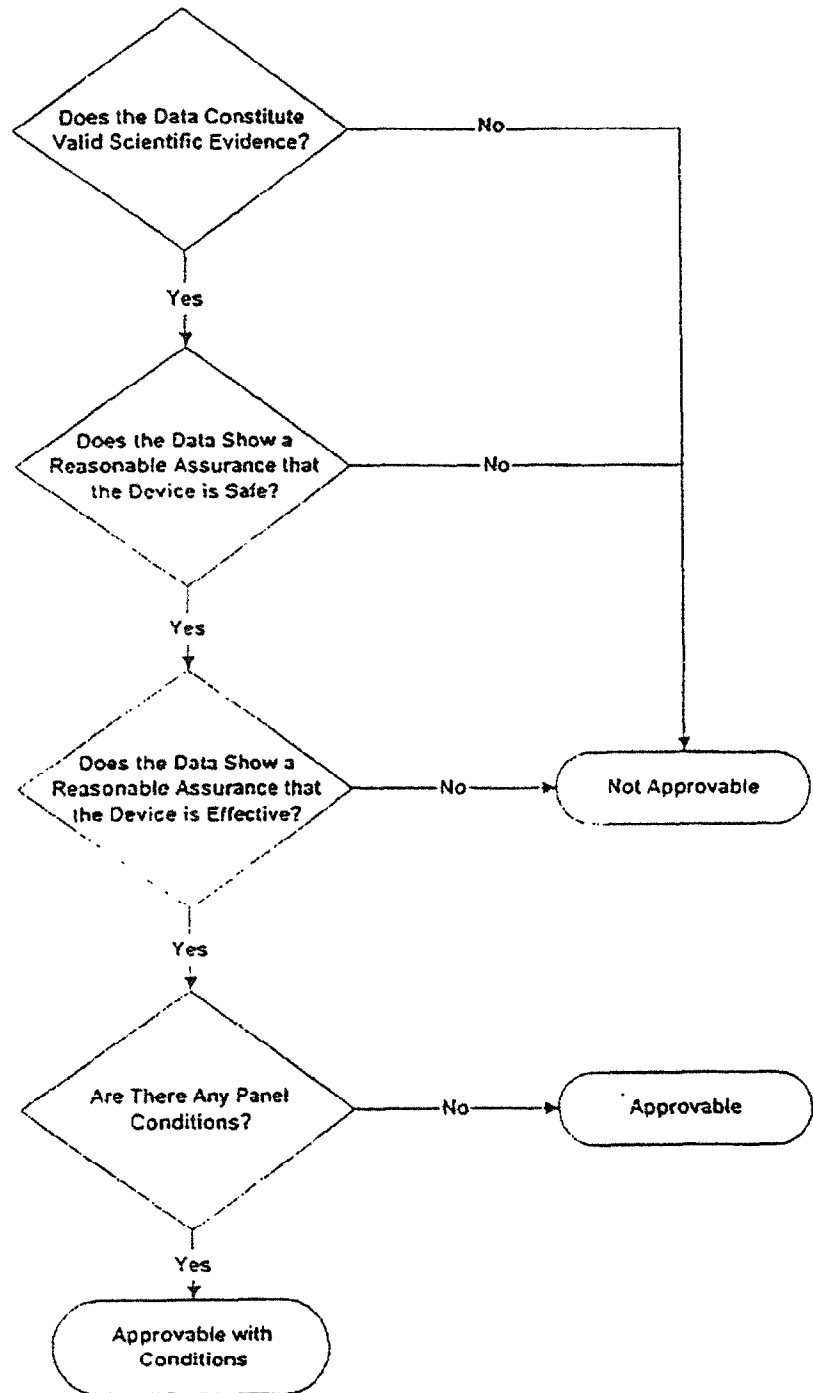 Does the Data Constitute
Valid Scientific Evidence?
No
Yes
Does the Data Show a
Reasonable Assurance that
the Device is Safe?
No
Yes
Does the Data Show a
Reasonable Assurance that
the Device is Effective?
No
Not Approvable
Yes
Are There Any Panel
Conditions?
No
Approvable
Yes
Approvable with
Conditions